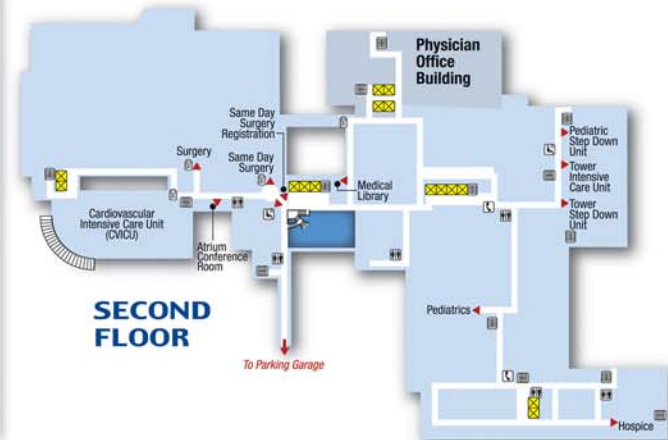 Physician
Office
Building
Same Day
Surgery
Registration
Surgery
Same Day
Surgery
Medical
Library
Pediatric
Step Down
Unit
Tower
Intensive
Care Unit
Tower
Step Down
Unit
Cardiovascular
Intensive Care Unit
(CVICU)
Atrium
Conference
Room
SECOND
FLOOR
Pediatrics
To Parking Garage
Hospice